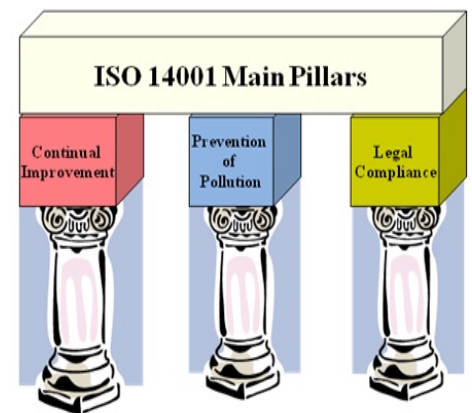 ISO 14001 Main Pillars
Continual
Improvement
Prevention
of
Pollution
Legal
Compliance